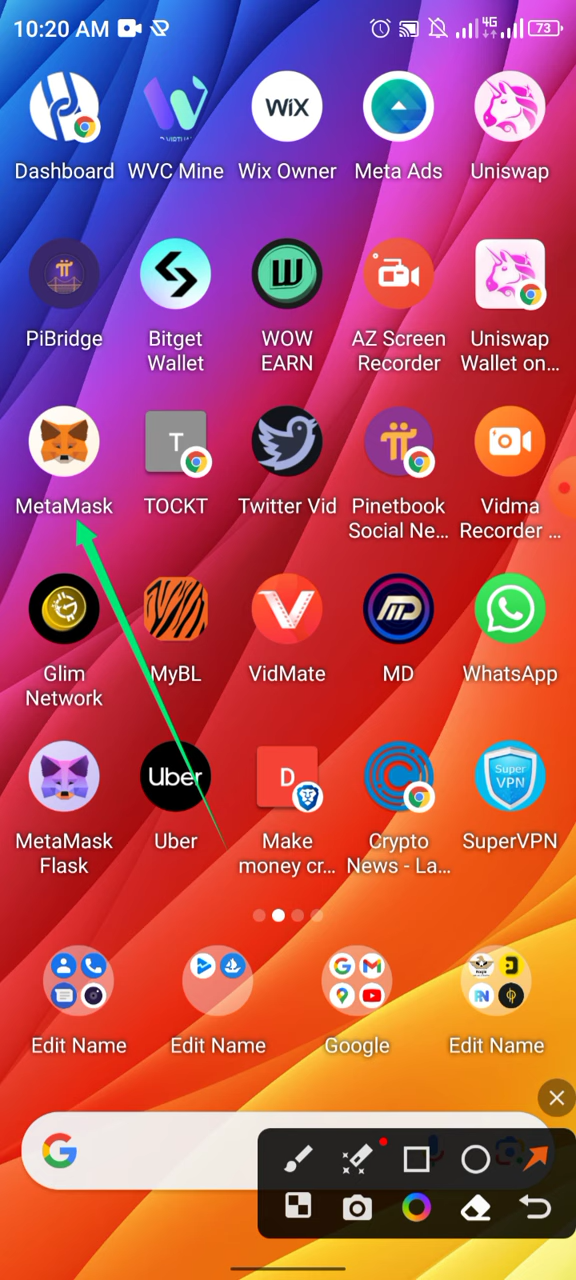 10:20 AM 4G 73
Dashboard WVC Mine Wix Owner Meta Ads Uniswap
WiX
PiBridge Bitget Wallet WOW EARN AZ Screen Recorder Uniswap Wallet on...
T
MetaMask TOCKT Twitter Vid Pinetbook Social Ne... Vidma Recorder ...
Glim Network MyBL VidMate MD WhatsApp
Uber D Super VPN
MetaMask Flask Uber Make money cr... Crypto News - La... SuperVPN
Edit Name Edit Name Google Edit Name